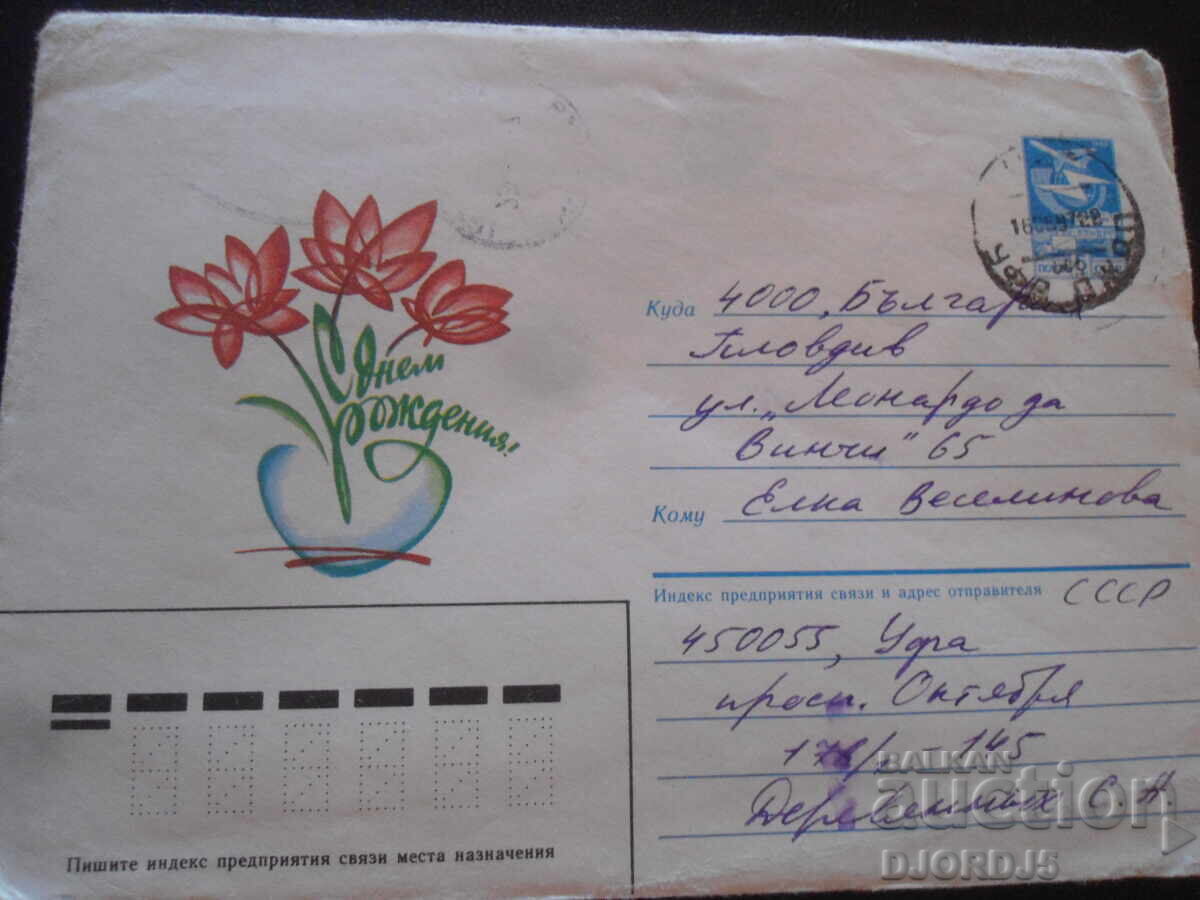 С днем
рождения!
Куда 4000, Българ
Пловдив
ул. „Леонардо да
Винчи" 65
Кому Елка Веселинова
Индекс предприятия связи и адрес отправителя СССР
450055, Уфа
просп. Октября
145
С. А.
Пишите индекс предприятия связи места назначения
BALKAN
auction
DJORDJ5